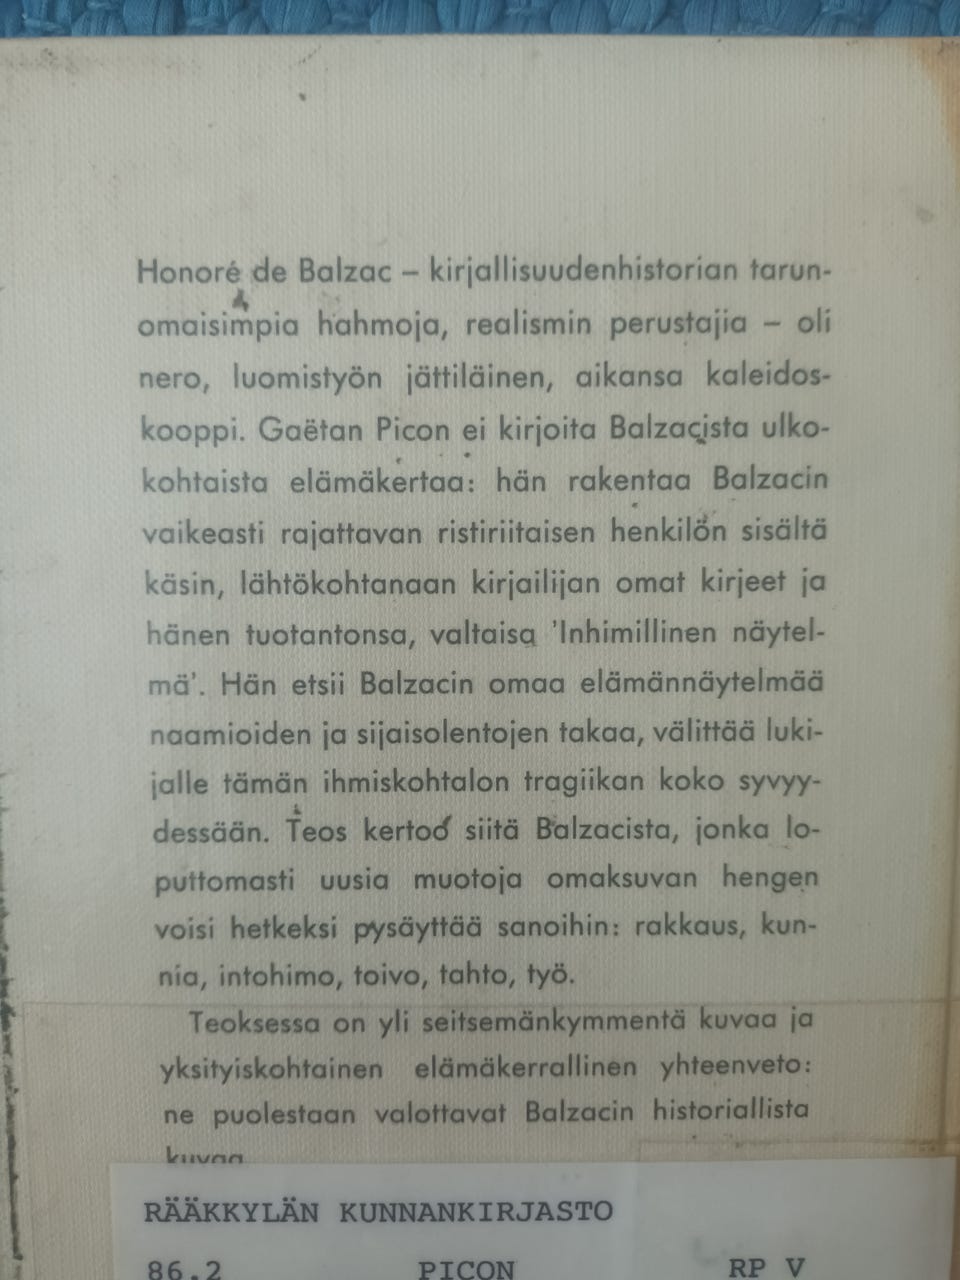 Honoré de Balzac – kirjallisuudenhistorian tarun-
omaisimpia hahmoja, realismin perustajia – oli
nero, luomistyön jättiläinen, aikansa kaleidos-
kooppi. Gaëtan Picon ei kirjoita Balzacista ulko-
kohtaista elämäkertaa: hän rakentaa Balzacin
vaikeasti rajattavan ristiriitaisen henkilön sisältä
käsin, lähtökohtanaan kirjailijan omat kirjeet ja
hänen tuotantonsa, valtaisa 'Inhimillinen näytel-
mä'. Hän etsii Balzacin omaa elämännäytelmää
naamioiden ja sijaisolentojen takaa, välittää luki-
jalle tämän ihmiskohtalon tragiikan koko syvyy-
dessään. Teos kertoo siitä Balzacista, jonka lo-
puttomasti uusia muotoja omaksuvan hengen
voisi hetkeksi pysäyttää sanoihin: rakkaus, kun-
nia, intohimo, toivo, tahto, työ.
Teoksessa on yli seitsemänkymmentä kuvaa ja
yksityiskohtainen elämäkerrallinen yhteenveto:
ne puolestaan valottavat Balzacin historiallista
kuvaa
RÄÄKKYLÄN KUNNANKIRJASTO
86.2 PICON RP V